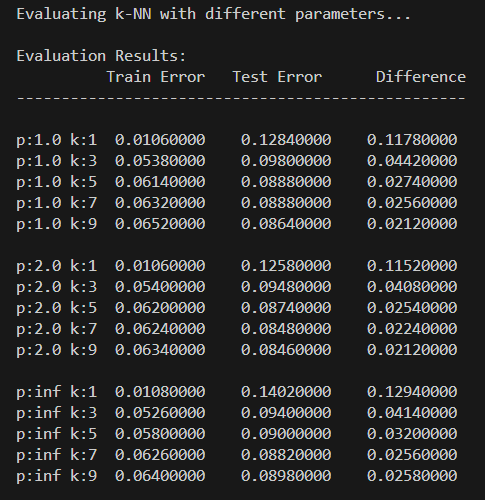 Evaluating k-NN with different parameters...
Evaluation Results:
Train Error Test Error Difference
--------------------------------------------------
p:1.0 k:1 0.01060000 0.12840000 0.11780000
p:1.0 k:3 0.05380000 0.09800000 0.04420000
p:1.0 k:5 0.06140000 0.08880000 0.02740000
p:1.0 k:7 0.06320000 0.08880000 0.02560000
p:1.0 k:9 0.06520000 0.08640000 0.02120000
p:2.0 k:1 0.01060000 0.12580000 0.11520000
p:2.0 k:3 0.05400000 0.09480000 0.04080000
p:2.0 k:5 0.06200000 0.08740000 0.02540000
p:2.0 k:7 0.06240000 0.08480000 0.02240000
p:2.0 k:9 0.06340000 0.08460000 0.02120000
p:inf k:1 0.01080000 0.14020000 0.12940000
p:inf k:3 0.05260000 0.09400000 0.04140000
p:inf k:5 0.05800000 0.09000000 0.03200000
p:inf k:7 0.06260000 0.08820000 0.02560000
p:inf k:9 0.06400000 0.08980000 0.02580000